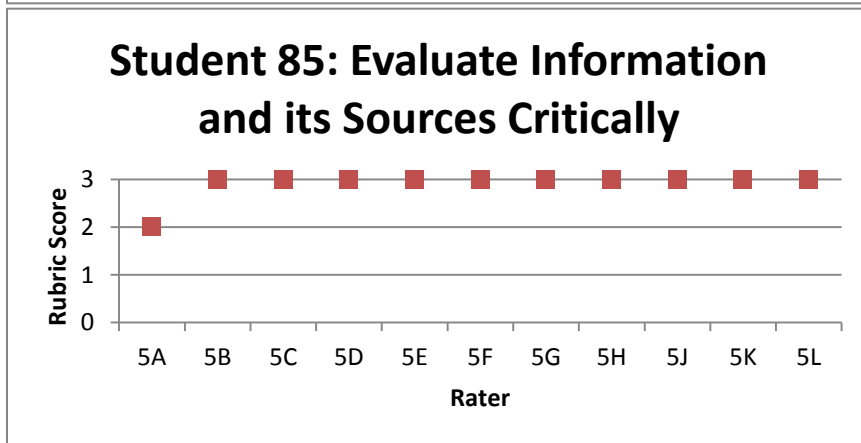 Student 85: Evaluate Information
and its Sources Critically
Rubric Score
3
2
1
0
5A 5B 5C 5D 5E 5F 5G 5H 5J 5K 5L
Rater